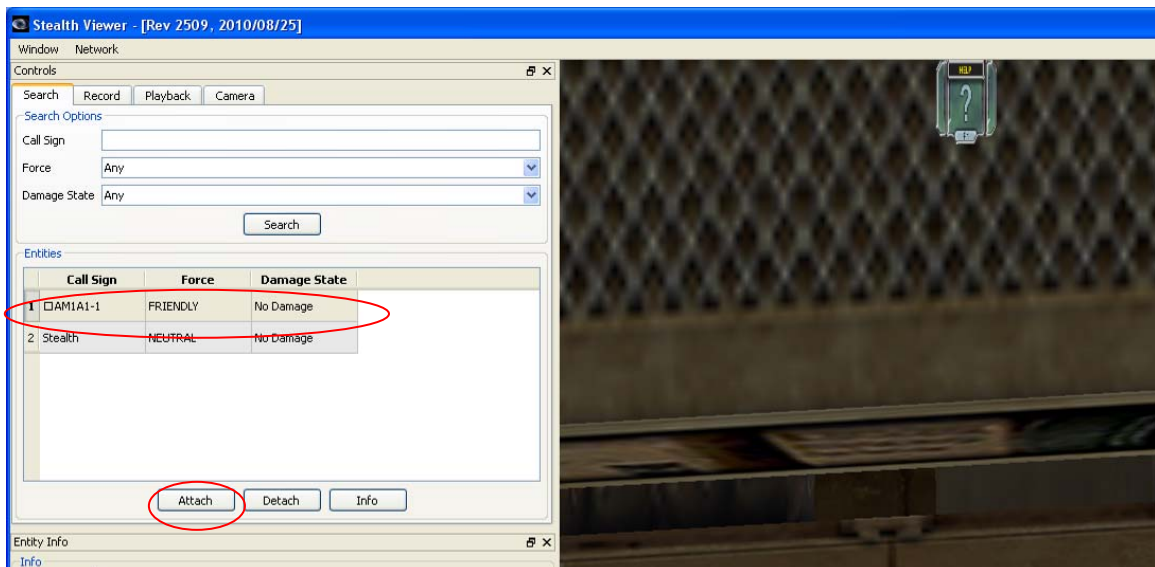 Stealth Viewer - [Rev 2509, 2010/08/25]
Window Network
Controls
Search Record Playback Camera
Search Options
Call Sign
Force Any
Damage State Any
Search
Entities
Call Sign Force Damage State
1 □AM1A1-1 FRIENDLY No Damage
2 Stealth NEUTRAL No Damage
Attach Detach Info
Entity Info
Info
HELP
?